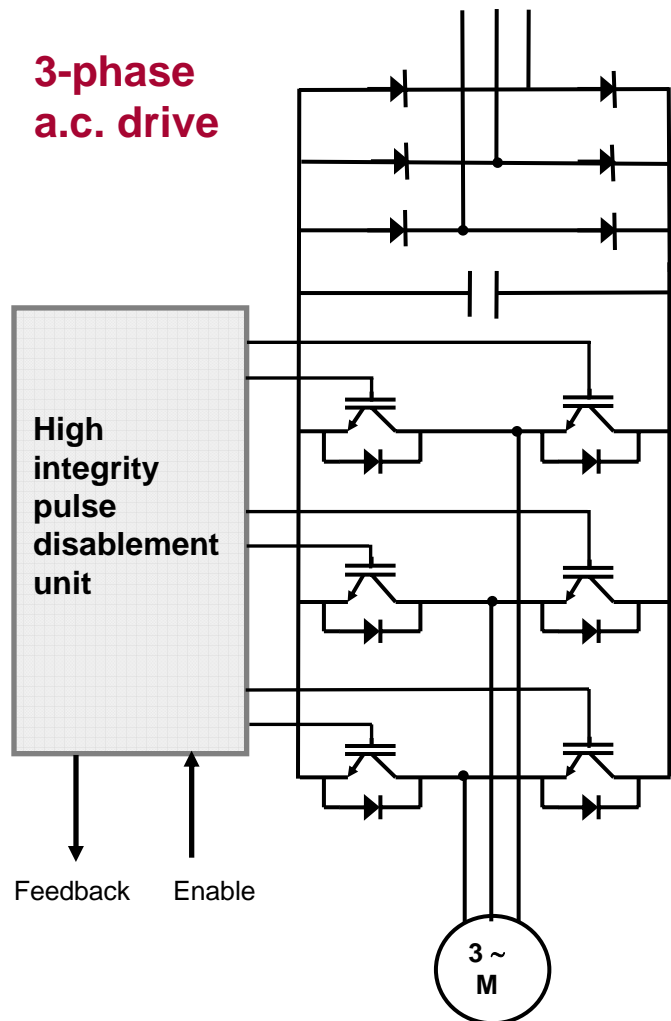 3-phase
a.c. drive
High
integrity
pulse
disablement
unit
Feedback
Enable
3 ~
M